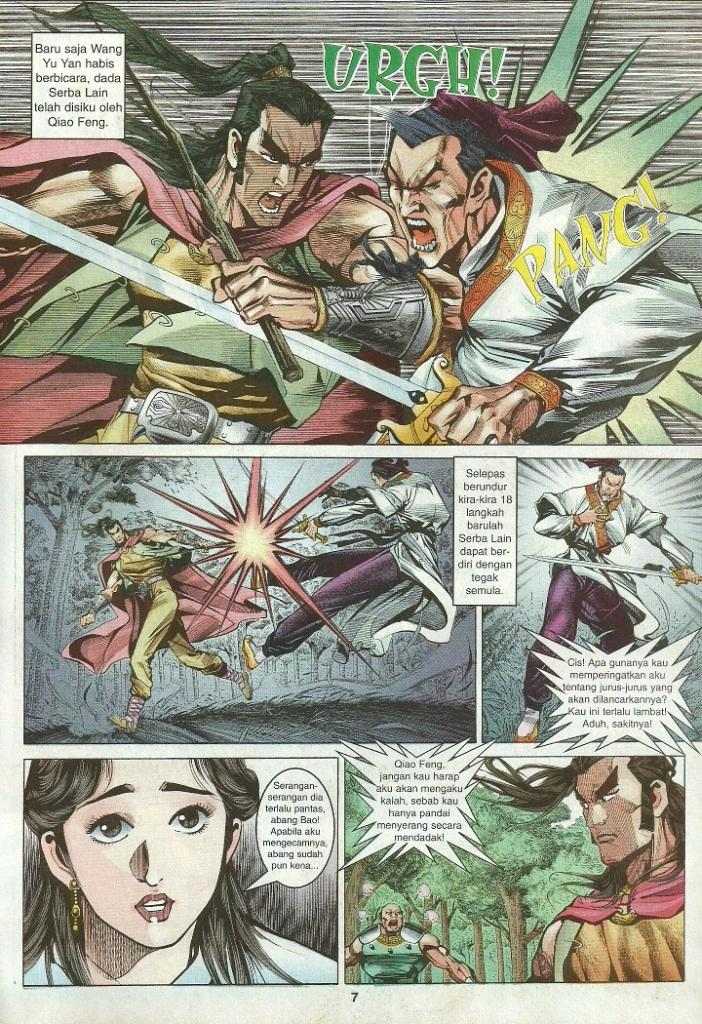 Baru saja Wang
Yu Yan habis
berbicara, dada
Serba Lain
telah disiku oleh
Qiao Feng.
URGH!
PANG!
Selepas
berundur
kira-kira 18
langkah
barulah
Serba Lain
dapat ber-
diri dengan
tegak
semula.
Cis! Apa gunanya kau
memperingatkan aku
tentang jurus-jurus yang
akan dilancarkannya?
Kau ini terlalu lambat!
Aduh, sakitnya!
Serangan-
serangan dia
terlalu pantas,
abang Bao!
Apabila aku
mengecamnya,
abang sudah
pun kena...
Qiao Feng,
jangan kau harap
aku akan mengaku
kalah, sebab kau
hanya pandai
menyerang secara
mendadak!
7